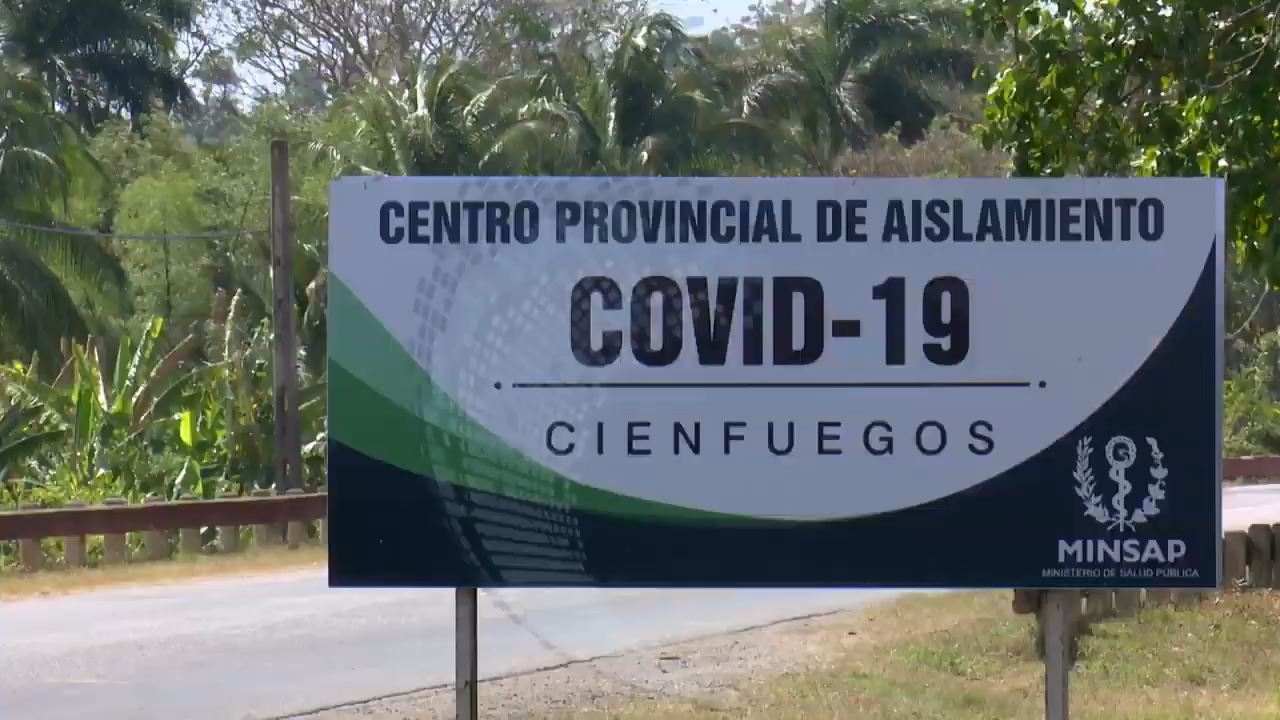 CENTRO PROVINCIAL DE AISLAMIENTO
COVID-19
CIENFUEGOS
MINSAP
MINISTERIO DE SALUD PÚBLICA